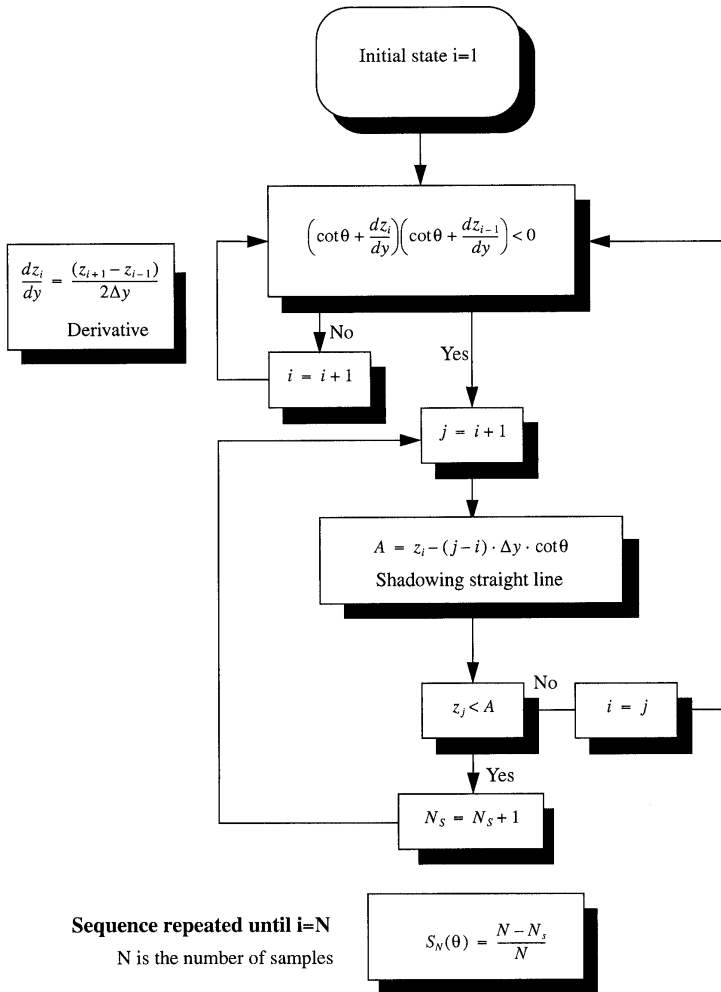 Initial state i=1
(cotθ + dz_i/dy)(cotθ + dz_{i−1}/dy) < 0
dz_i/dy = (z_{i+1} − z_{i−1})/2Δy
Derivative
No
i = i + 1
Yes
j = i + 1
A = z_i − (j − i) · Δy · cotθ
Shadowing straight line
z_j < A
No
i = j
Yes
N_S = N_S + 1
Sequence repeated until i=N
N is the number of samples
S_N(θ) = (N − N_s)/N